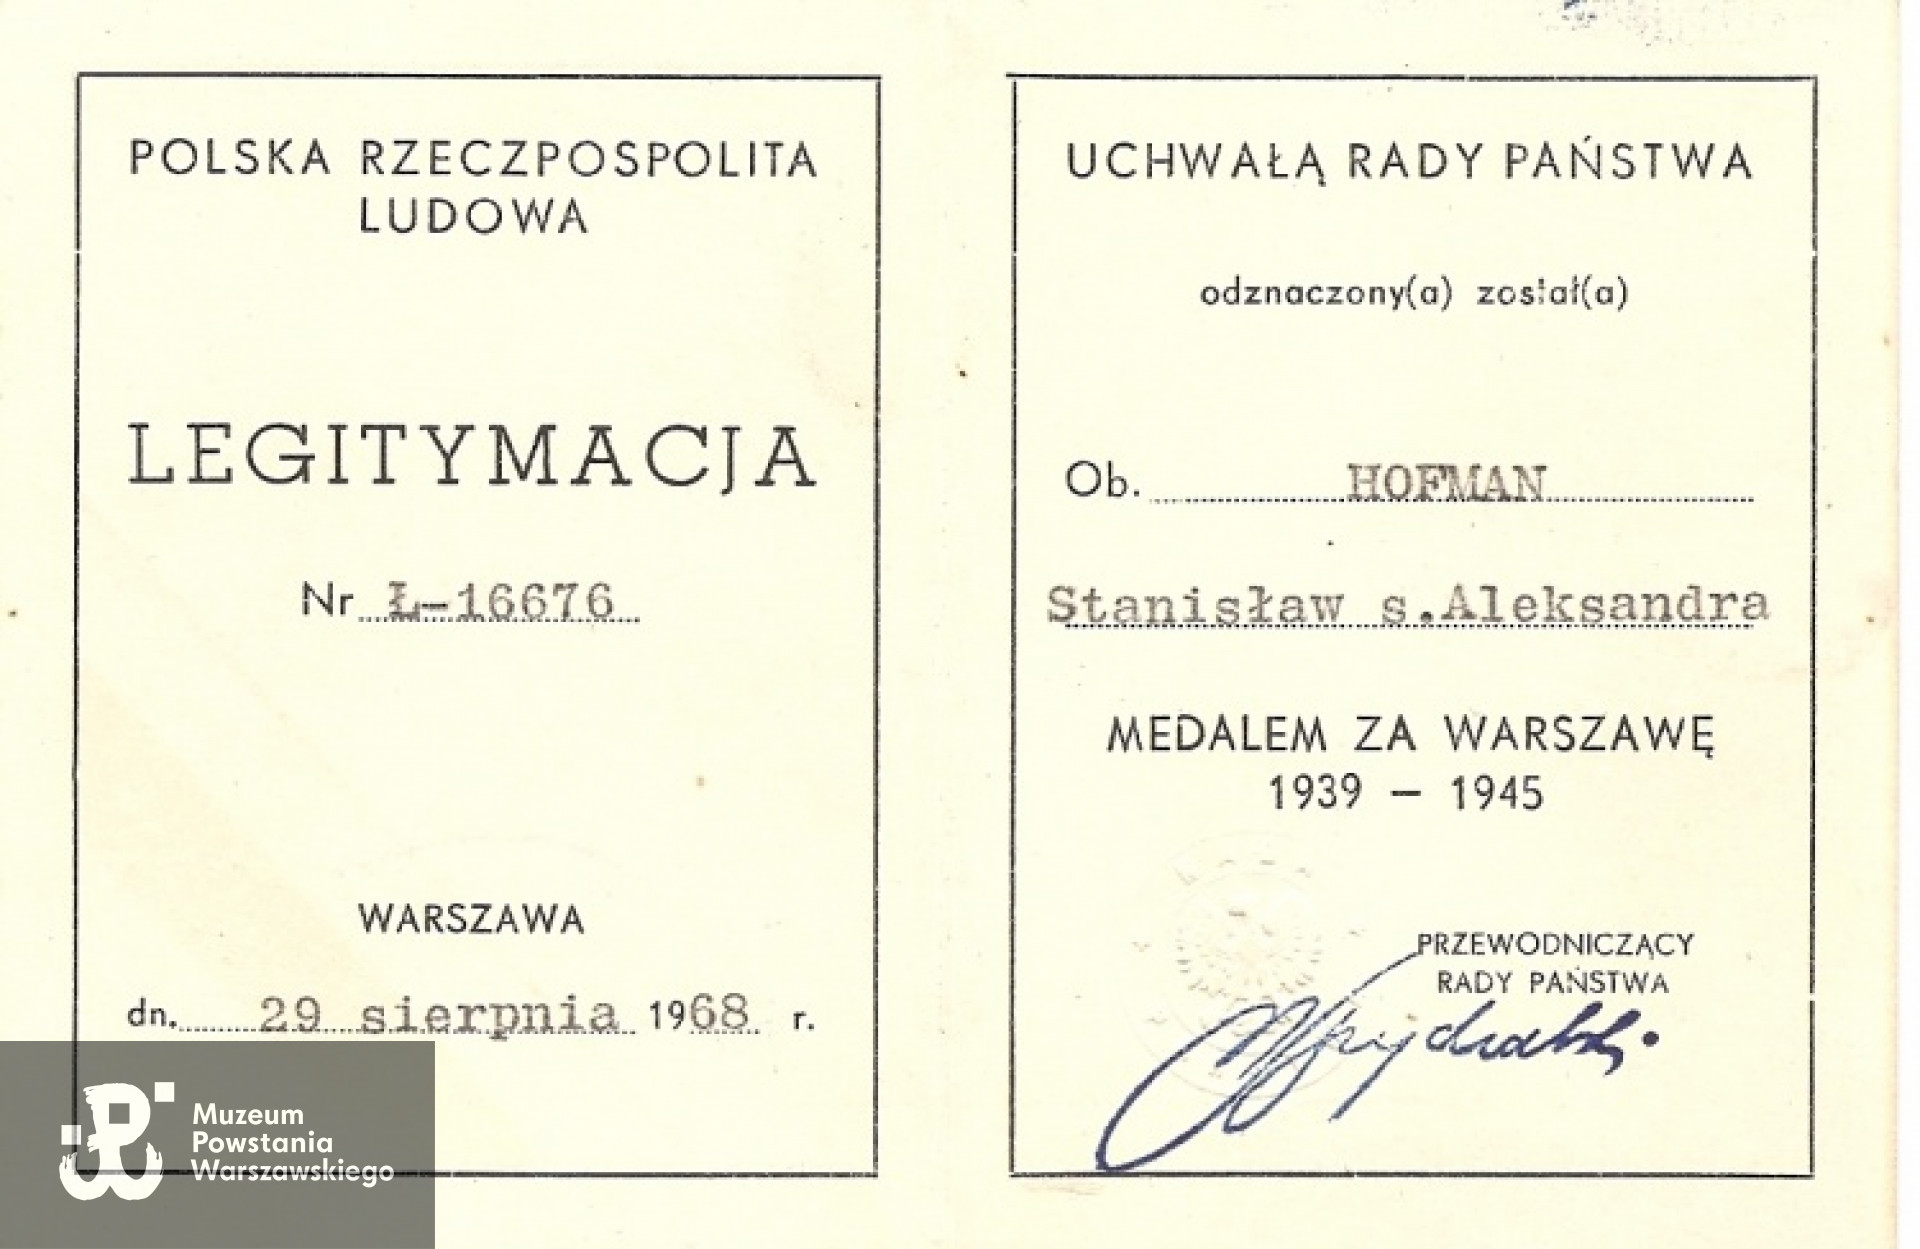 POLSKA RZECZPOSPOLITA
LUDOWA
LEGITYMACJA
Nr Ł-16676
WARSZAWA
dn. 29 sierpnia 1968 r.
UCHWAŁĄ RADY PAŃSTWA
odznaczony(a) został(a)
Ob. HOFMAN
Stanisław s.Aleksandra
MEDALEM ZA WARSZAWĘ
1939 — 1945
PRZEWODNICZĄCY
RADY PAŃSTWA
Muzeum
Powstania
Warszawskiego